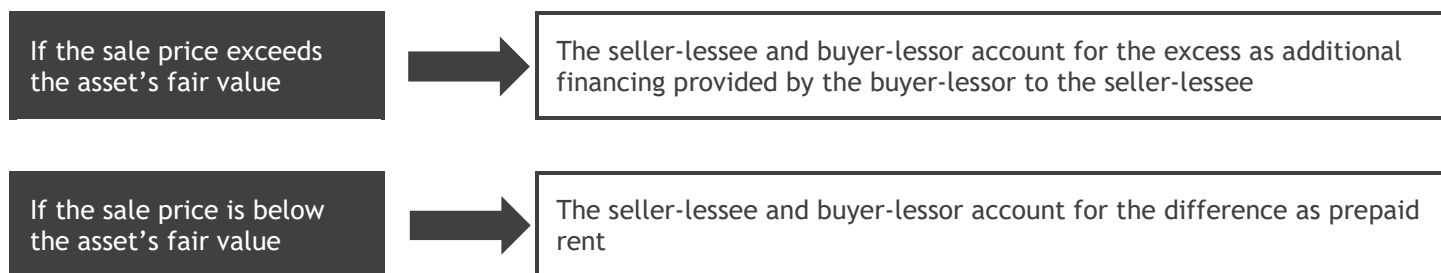 If the sale price exceeds
the asset’s fair value
The seller-lessee and buyer-lessor account for the excess as additional
financing provided by the buyer-lessor to the seller-lessee
If the sale price is below
the asset’s fair value
The seller-lessee and buyer-lessor account for the difference as prepaid
rent